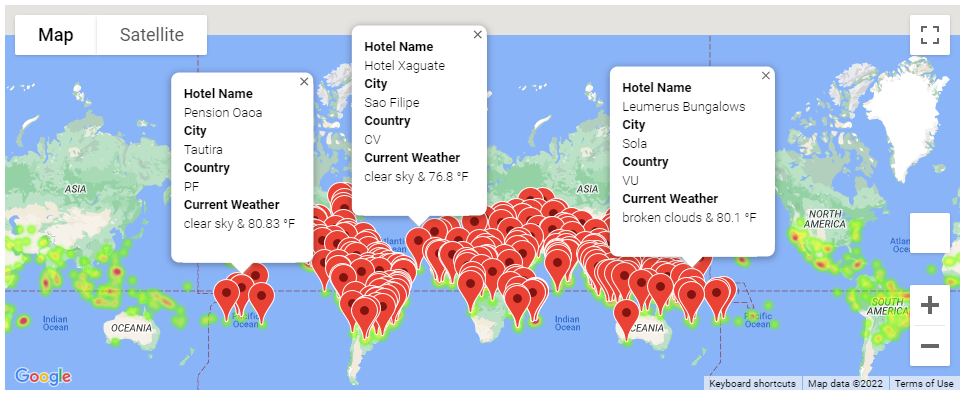 Map
Satellite
Hotel Name
Pension Oaoa
City
Tautira
Country
PF
Current Weather
clear sky & 80.83 °F
Hotel Name
Hotel Xaguate
City
Sao Filipe
Country
CV
Current Weather
clear sky & 76.8 °F
Hotel Name
Leumerus Bungalows
City
Sola
Country
VU
Current Weather
broken clouds & 80.1 °F
ASIA
ASIA
NORTH
AMERICA
SOUTH
AMERICA
OCEANIA
Indian
Ocean
Ocean
Indian
Ocean
Pacific
Ocean
Google
Keyboard shortcuts
Map data ©2022
Terms of Use